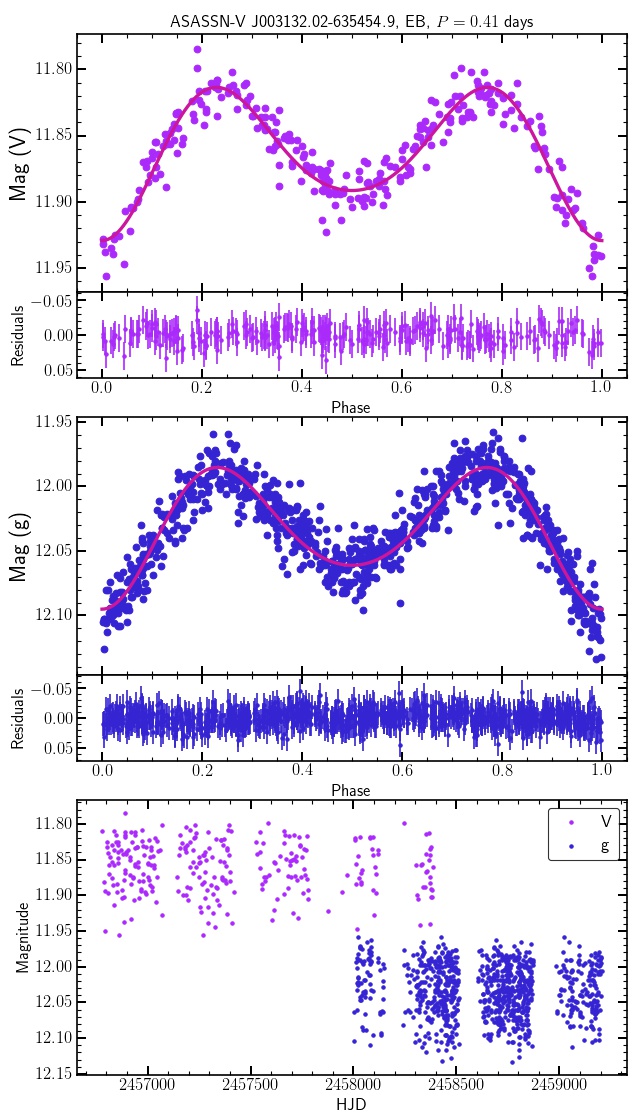 ASASSN-V J003132.02-635454.9, EB, P = 0.41 days
Mag (V)
11.80
11.85
11.90
11.95
Residuals
−0.05
0.00
0.05
0.0 0.2 0.4 0.6 0.8 1.0
Phase
Mag (g)
11.95
12.00
12.05
12.10
Residuals
−0.05
0.00
0.05
0.0 0.2 0.4 0.6 0.8 1.0
Phase
V
g
Magnitude
11.80
11.85
11.90
11.95
12.00
12.05
12.10
12.15
2457000 2457500 2458000 2458500 2459000
HJD